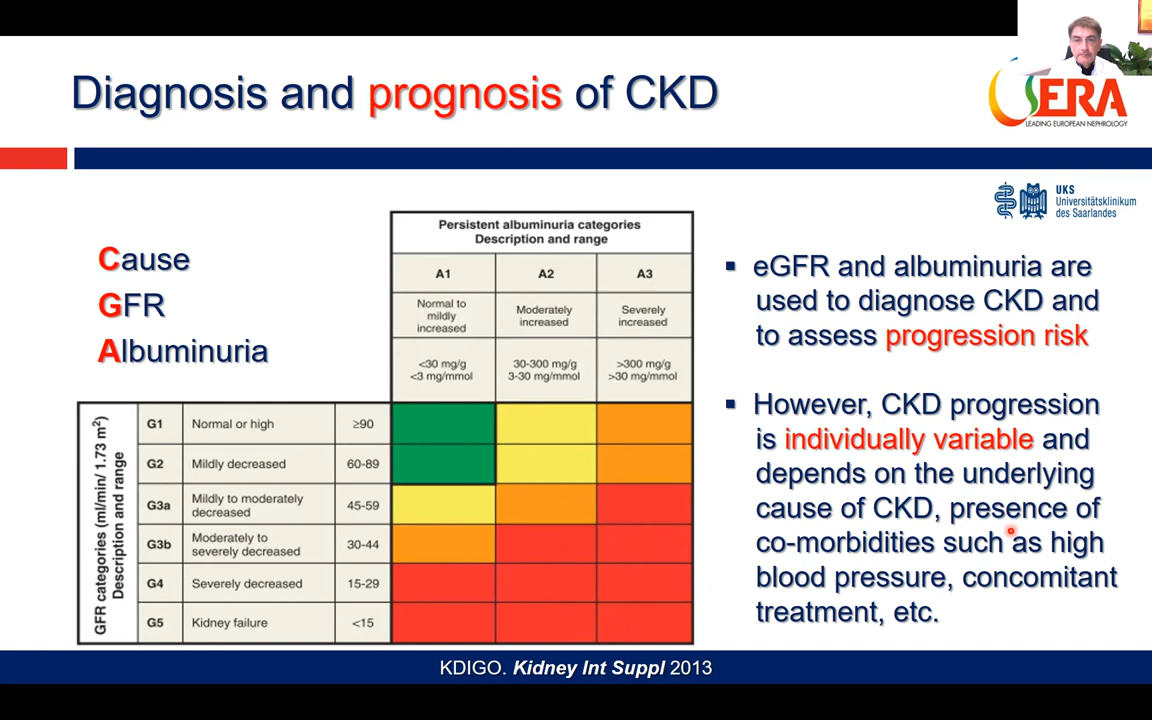 Diagnosis and prognosis of CKD
ERA
LEADING EUROPEAN NEPHROLOGY
UKS
Universitätsklinikum
des Saarlandes
Cause
GFR
Albuminuria
Persistent albuminuria categories
Description and range
A1
A2
A3
Normal to
mildly
increased
Moderately
increased
Severely
increased
<30 mg/g
<3 mg/mmol
30-300 mg/g
3-30 mg/mmol
>300 mg/g
>30 mg/mmol
GFR categories (ml/min/ 1.73 m²)
Description and range
G1 Normal or high ≥90
G2 Mildly decreased 60-89
G3a Mildly to moderately
decreased 45-59
G3b Moderately to
severely decreased 30-44
G4 Severely decreased 15-29
G5 Kidney failure <15
▪ eGFR and albuminuria are
used to diagnose CKD and
to assess progression risk
▪ However, CKD progression
is individually variable and
depends on the underlying
cause of CKD, presence of
co-morbidities such as high
blood pressure, concomitant
treatment, etc.
KDIGO. Kidney Int Suppl 2013